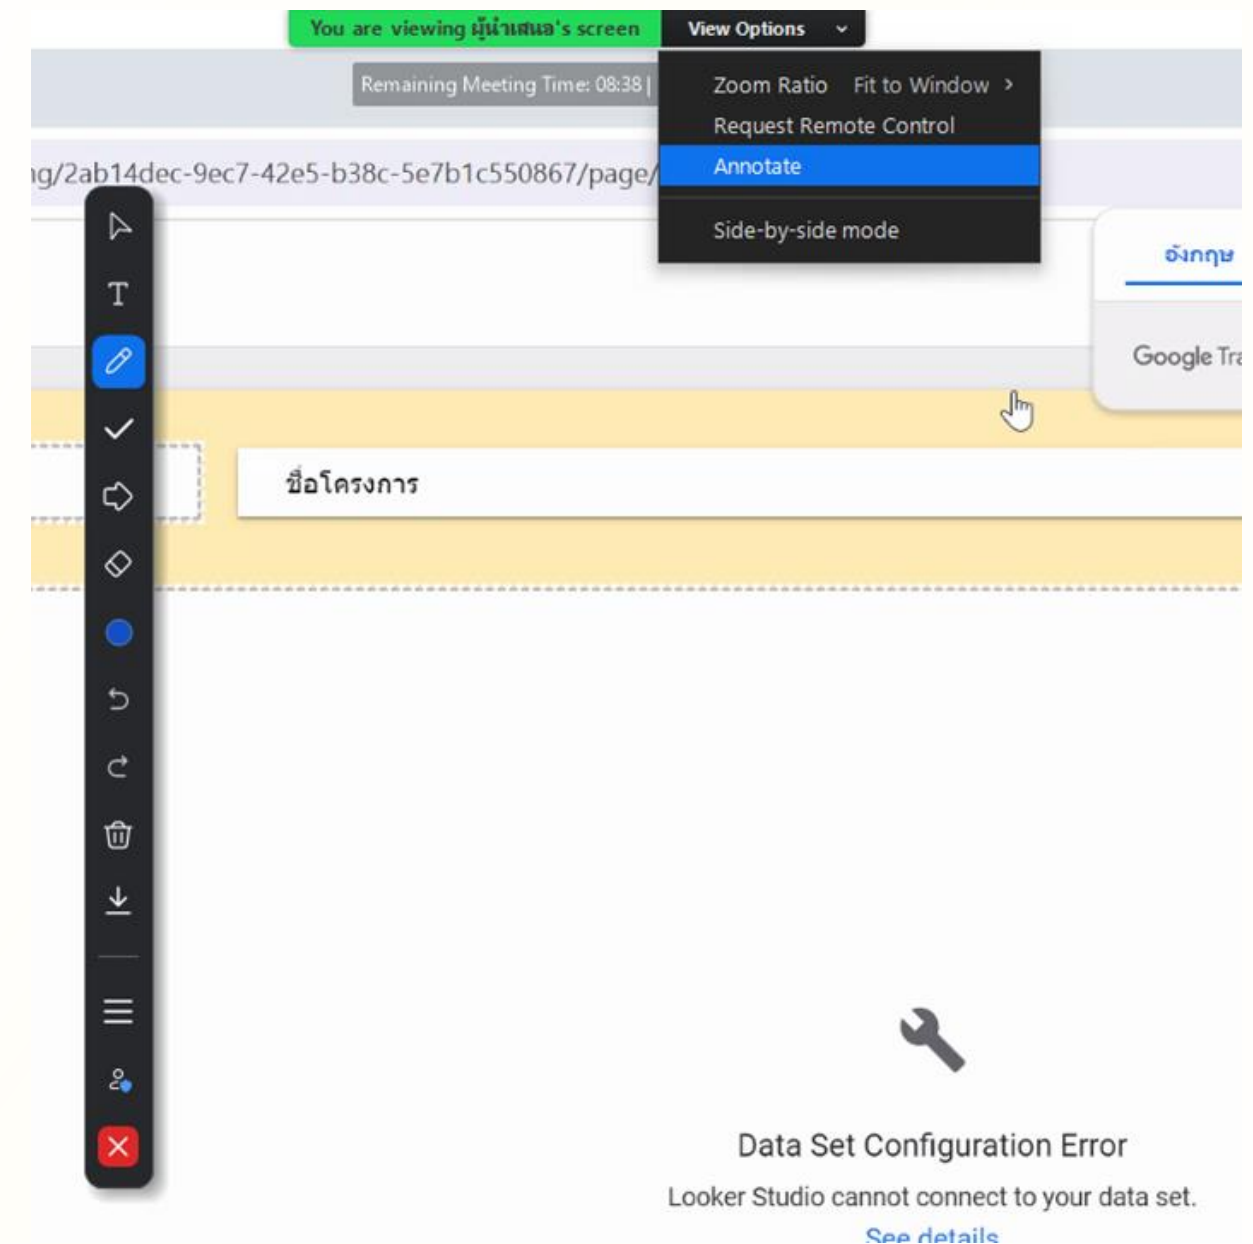 You are viewing ผู้นำเสนอ's screen View Options
Remaining Meeting Time: 08:38 |
Zoom Ratio Fit to Window
Request Remote Control
ng/2ab14dec-9ec7-42e5-b38c-5e7b1c550867/page/
Annotate
Side-by-side mode
อังกฤษ
T
Google Tra
ชื่อโครงการ
Data Set Configuration Error
Looker Studio cannot connect to your data set.
See details